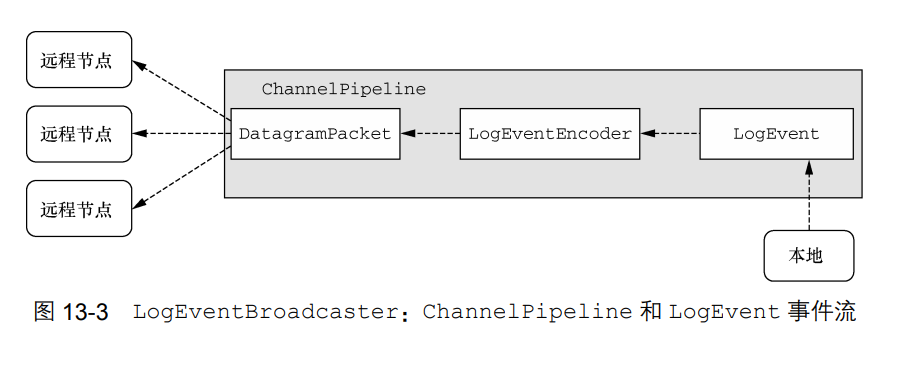 远程节点
ChannelPipeline
远程节点
DatagramPacket
LogEventEncoder
LogEvent
远程节点
本地
图 13-3 LogEventBroadcaster：ChannelPipeline 和 LogEvent 事件流